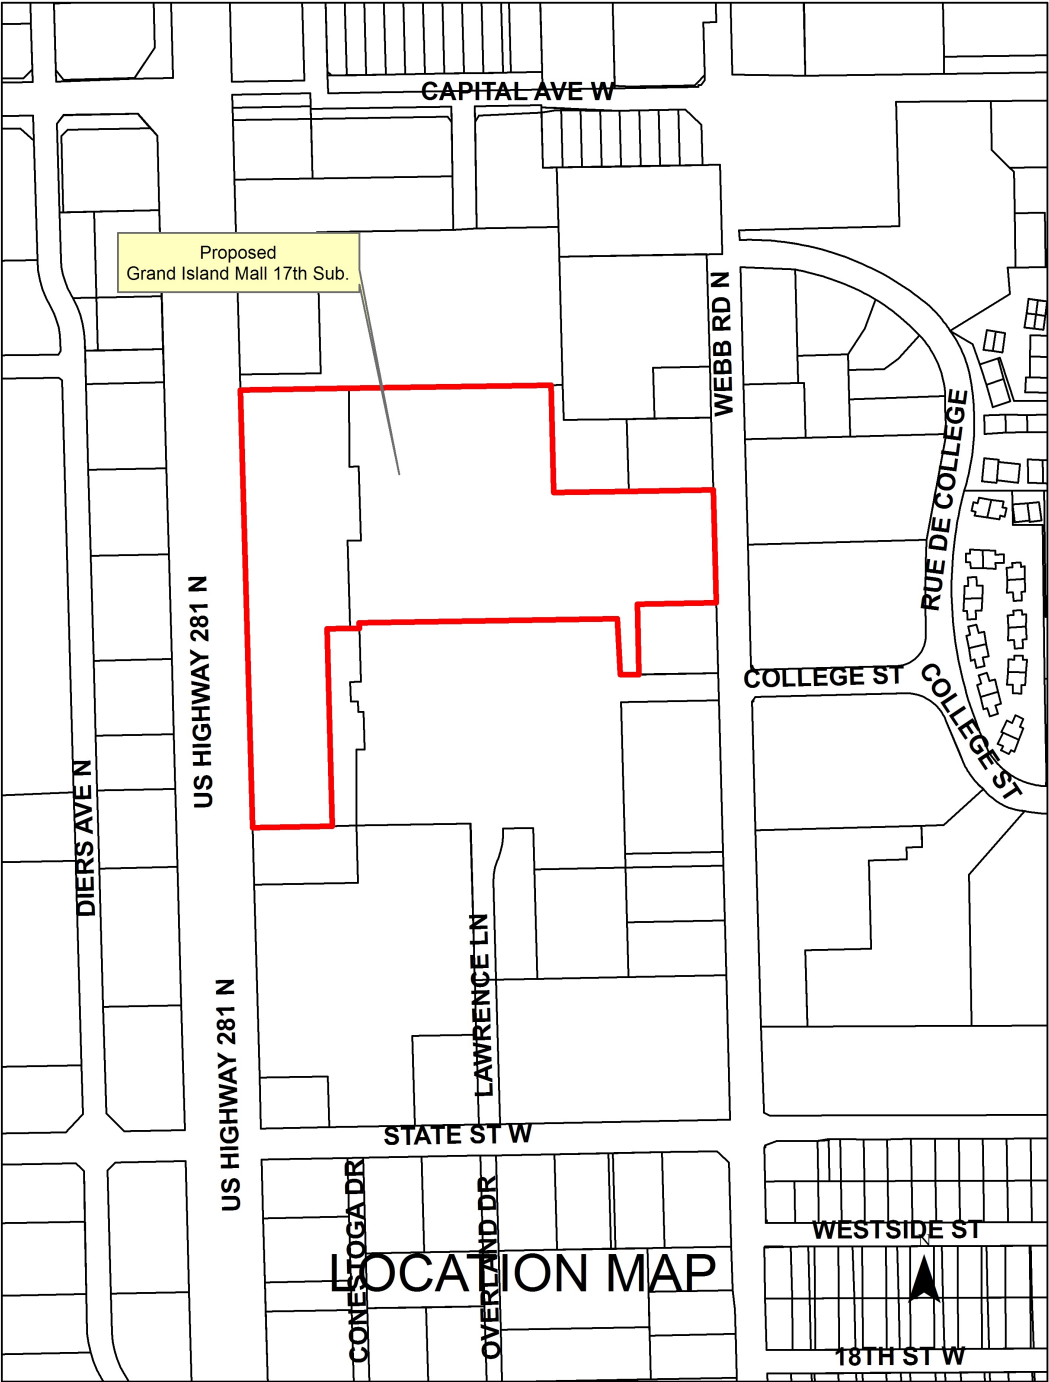 CAPITAL AVE W
Proposed
Grand Island Mall 17th Sub.
WEBB RD N
RUE DE COLLEGE
US HIGHWAY 281 N
COLLEGE ST
COLLEGE ST
DIERS AVE N
LAWRENCE LN
US HIGHWAY 281 N
STATE ST W
CONESTOGA DR
OVERLAND DR
WESTSIDE ST
N
LOCATION MAP
18TH ST W